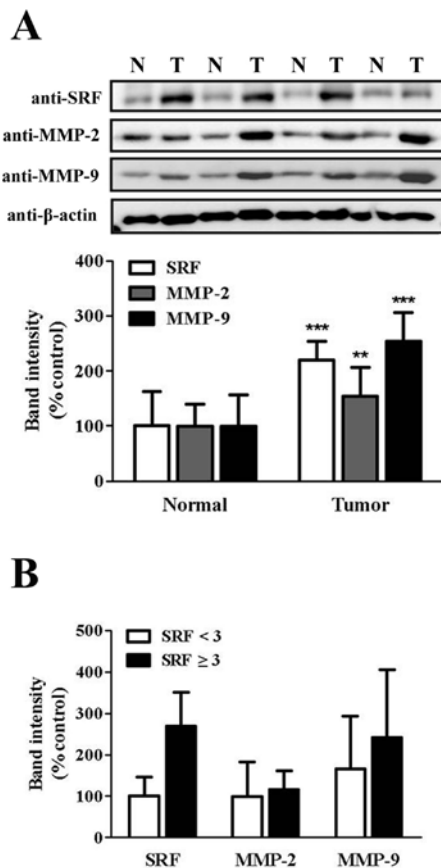 A
N T N T N T N T
anti-SRF
anti-MMP-2
anti-MMP-9
anti-β-actin
400
300
200
100
0
Band intensity
(% control)
SRF
MMP-2
MMP-9
***
**
***
Normal Tumor
B
500
400
300
200
100
0
Band intensity
(% control)
SRF < 3
SRF ≥ 3
SRF MMP-2 MMP-9